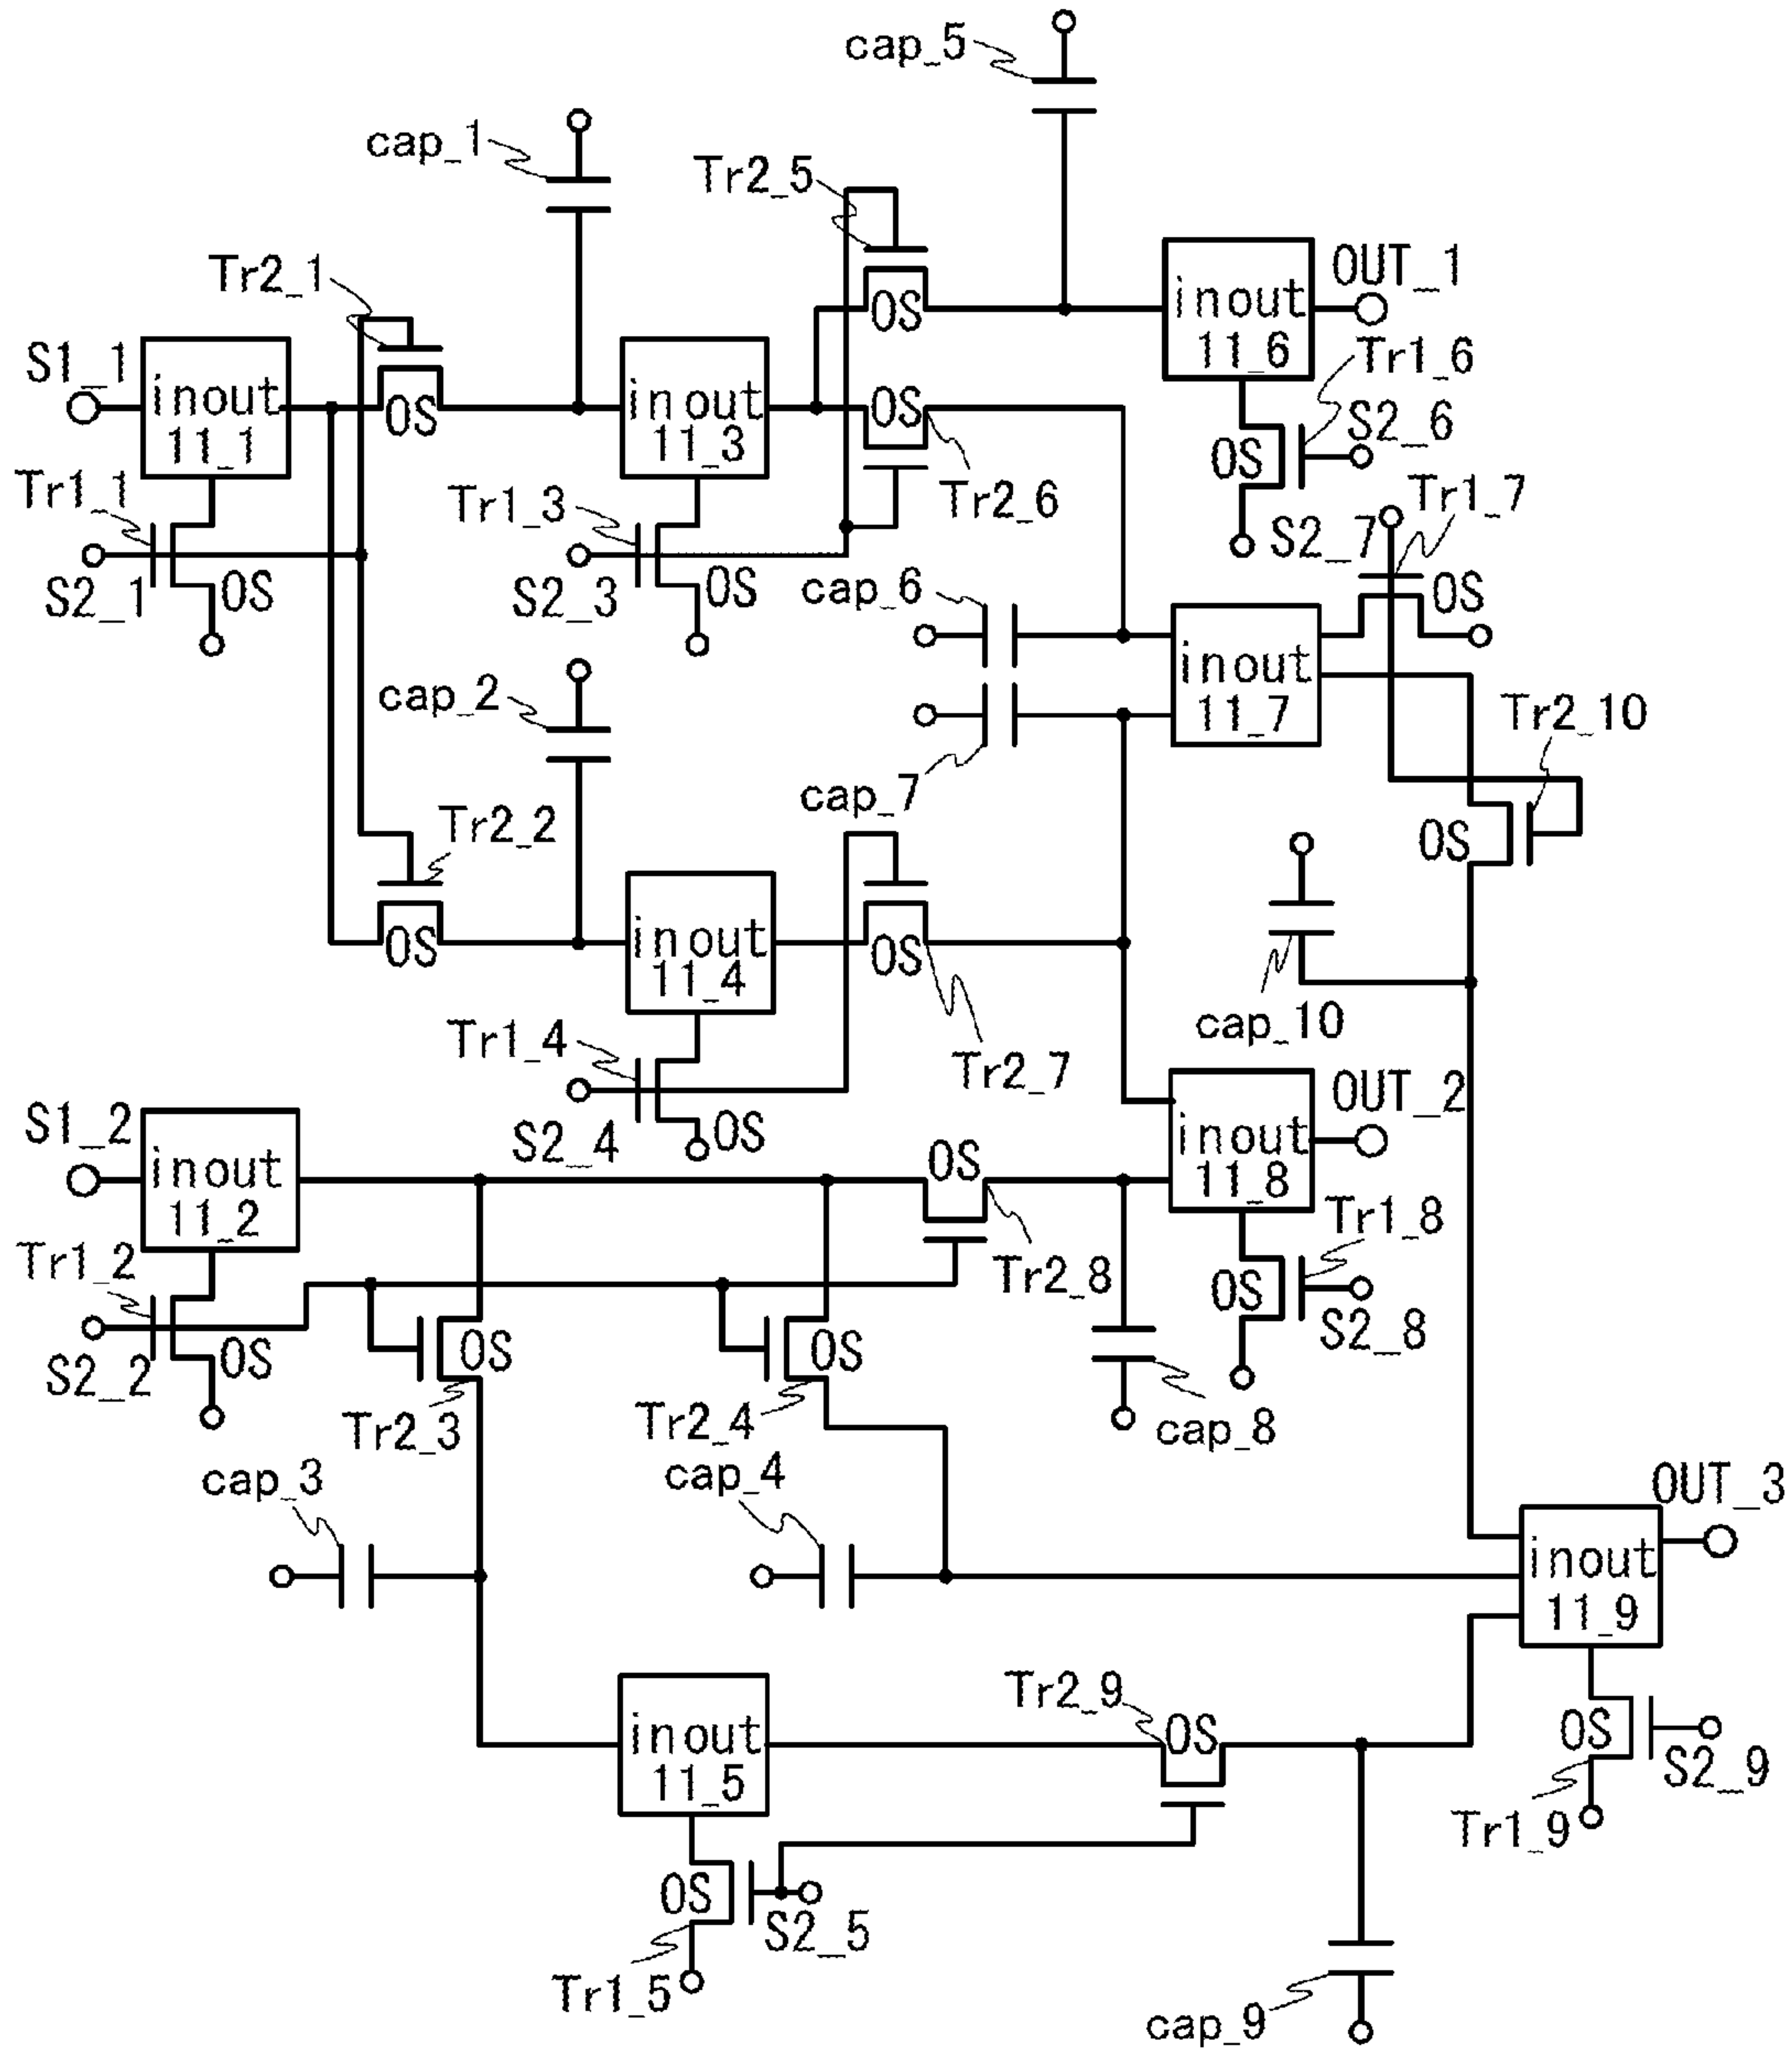 cap_5
cap_1
Tr2_5
Tr2_1
OS
inout
11_6
OUT_1
S1_1
inout
11_1
OS
inout
11_3
OS
Tr1_6
S2_6
OS
Tr1_1
S2_1
OS
Tr1_3
S2_3
OS
Tr2_6
S2_7
Tr1_7
OS
cap_6
inout
11_7
cap_2
cap_7
Tr2_10
OS
Tr2_2
OS
inout
11_4
OS
cap_10
Tr1_4
S2_4
OS
Tr2_7
S1_2
inout
11_2
OS
inout
11_8
OUT_2
Tr1_2
S2_2
OS
Tr2_8
OS
Tr1_8
S2_8
OS
Tr2_3
OS
Tr2_4
cap_8
cap_3
cap_4
OUT_3
inout
11_9
inout
11_5
Tr2_9
OS
OS
S2_9
Tr1_9
OS
S2_5
Tr1_5
cap_9